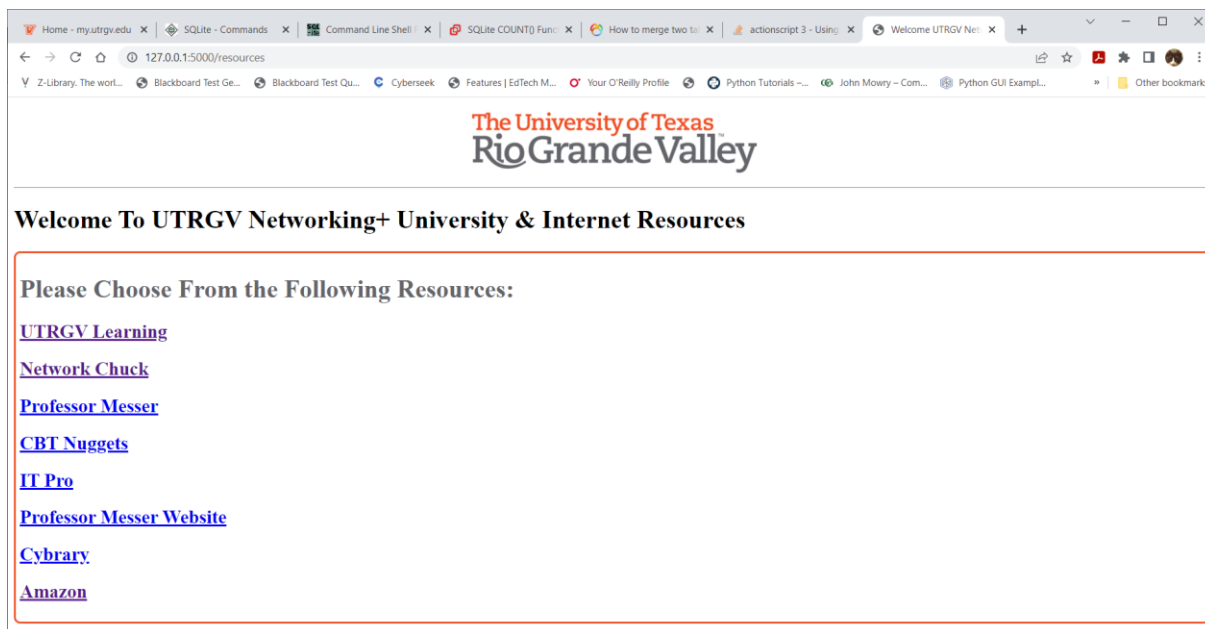 Home - my.utrgv.edu
SQLite - Commands
Command Line Shell F
SQLite COUNT() Func
How to merge two ta
actionscript 3 - Using
Welcome UTRGV Net
127.0.0.1:5000/resources
Z-Library. The worl...
Blackboard Test Ge...
Blackboard Test Qu...
Cyberseek
Features | EdTech M...
Your O'Reilly Profile
Python Tutorials –...
John Mowry – Com...
Python GUI Exampl...
»
Other bookmark
The University of Texas
Rio Grande Valley™
Welcome To UTRGV Networking+ University & Internet Resources
Please Choose From the Following Resources:
UTRGV Learning
Network Chuck
Professor Messer
CBT Nuggets
IT Pro
Professor Messer Website
Cybrary
Amazon